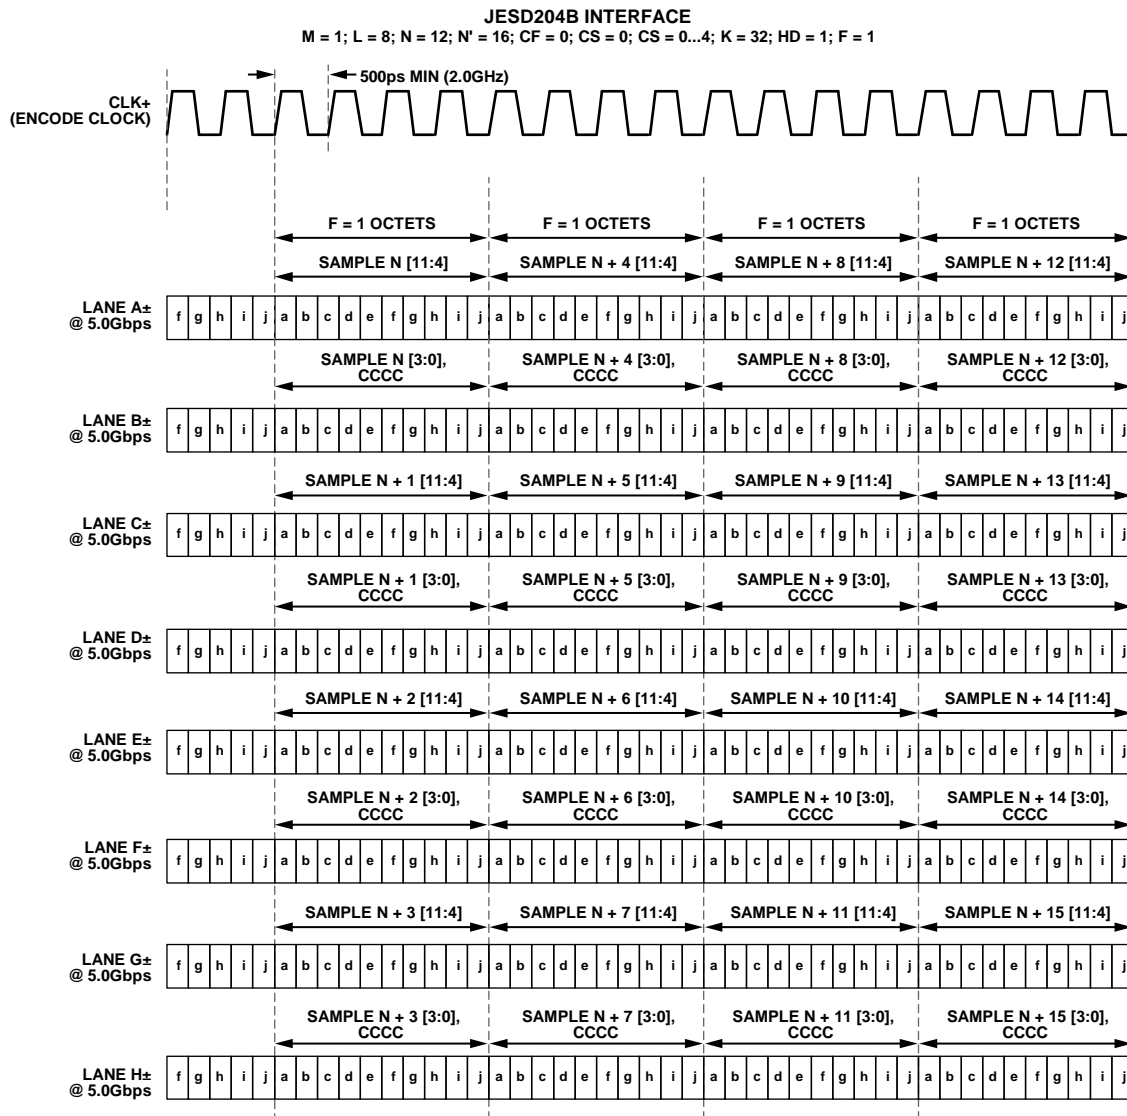 JESD204B INTERFACE
M = 1; L = 8; N = 12; N' = 16; CF = 0; CS = 0; CS = 0...4; K = 32; HD = 1; F = 1
500ps MIN (2.0GHz)
CLK+
(ENCODE CLOCK)
F = 1 OCTETS F = 1 OCTETS F = 1 OCTETS F = 1 OCTETS
SAMPLE N [11:4] SAMPLE N + 4 [11:4] SAMPLE N + 8 [11:4] SAMPLE N + 12 [11:4]
LANE A±
@ 5.0Gbps
f g h i j a b c d e f g h i j a b c d e f g h i j a b c d e f g h i j a b c d e f g h i j
SAMPLE N [3:0], SAMPLE N + 4 [3:0], SAMPLE N + 8 [3:0], SAMPLE N + 12 [3:0],
CCCC CCCC CCCC CCCC
LANE B±
@ 5.0Gbps
f g h i j a b c d e f g h i j a b c d e f g h i j a b c d e f g h i j a b c d e f g h i j
SAMPLE N + 1 [11:4] SAMPLE N + 5 [11:4] SAMPLE N + 9 [11:4] SAMPLE N + 13 [11:4]
LANE C±
@ 5.0Gbps
f g h i j a b c d e f g h i j a b c d e f g h i j a b c d e f g h i j a b c d e f g h i j
SAMPLE N + 1 [3:0], SAMPLE N + 5 [3:0], SAMPLE N + 9 [3:0], SAMPLE N + 13 [3:0],
CCCC CCCC CCCC CCCC
LANE D±
@ 5.0Gbps
f g h i j a b c d e f g h i j a b c d e f g h i j a b c d e f g h i j a b c d e f g h i j
SAMPLE N + 2 [11:4] SAMPLE N + 6 [11:4] SAMPLE N + 10 [11:4] SAMPLE N + 14 [11:4]
LANE E±
@ 5.0Gbps
f g h i j a b c d e f g h i j a b c d e f g h i j a b c d e f g h i j a b c d e f g h i j
SAMPLE N + 2 [3:0], SAMPLE N + 6 [3:0], SAMPLE N + 10 [3:0], SAMPLE N + 14 [3:0],
CCCC CCCC CCCC CCCC
LANE F±
@ 5.0Gbps
f g h i j a b c d e f g h i j a b c d e f g h i j a b c d e f g h i j a b c d e f g h i j
SAMPLE N + 3 [11:4] SAMPLE N + 7 [11:4] SAMPLE N + 11 [11:4] SAMPLE N + 15 [11:4]
LANE G±
@ 5.0Gbps
f g h i j a b c d e f g h i j a b c d e f g h i j a b c d e f g h i j a b c d e f g h i j
SAMPLE N + 3 [3:0], SAMPLE N + 7 [3:0], SAMPLE N + 11 [3:0], SAMPLE N + 15 [3:0],
CCCC CCCC CCCC CCCC
LANE H±
@ 5.0Gbps
f g h i j a b c d e f g h i j a b c d e f g h i j a b c d e f g h i j a b c d e f g h i j